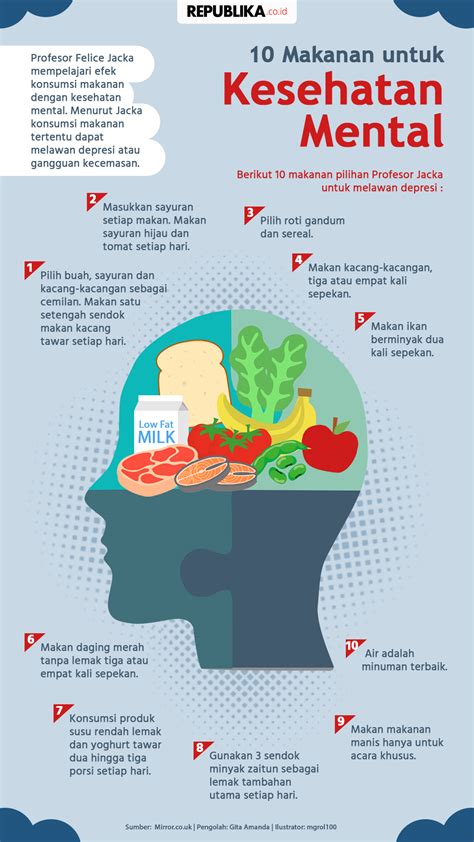 REPUBLIKA.co.id
10 Makanan untuk
Kesehatan
Mental
Profesor Felice Jacka
mempelajari efek
konsumsi makanan
dengan kesehatan
mental. Menurut Jacka
konsumsi makanan
tertentu dapat
melawan depresi atau
gangguan kecemasan.
Berikut 10 makanan pilihan Profesor Jacka
untuk melawan depresi :
1
Pilih buah, sayuran dan
kacang-kacangan sebagai
cemilan. Makan satu
setengah sendok
makan kacang
tawar setiap hari.
2
Masukkan sayuran
setiap makan. Makan
sayuran hijau dan
tomat setiap hari.
3
Pilih roti gandum
dan sereal.
4
Makan kacang-kacangan,
tiga atau empat kali
sepekan.
5
Makan ikan
berminyak dua
kali sepekan.
Low Fat
MILK
6
Makan daging merah
tanpa lemak tiga atau
empat kali sepekan.
7
Konsumsi produk
susu rendah lemak
dan yoghurt tawar
dua hingga tiga
porsi setiap hari.
8
Gunakan 3 sendok
minyak zaitun sebagai
lemak tambahan
utama setiap hari.
9
Makan makanan
manis hanya untuk
acara khusus.
10
Air adalah
minuman terbaik.
Sumber: Mirror.co.uk | Pengolah: Gita Amanda | Ilustrator: mgrol100